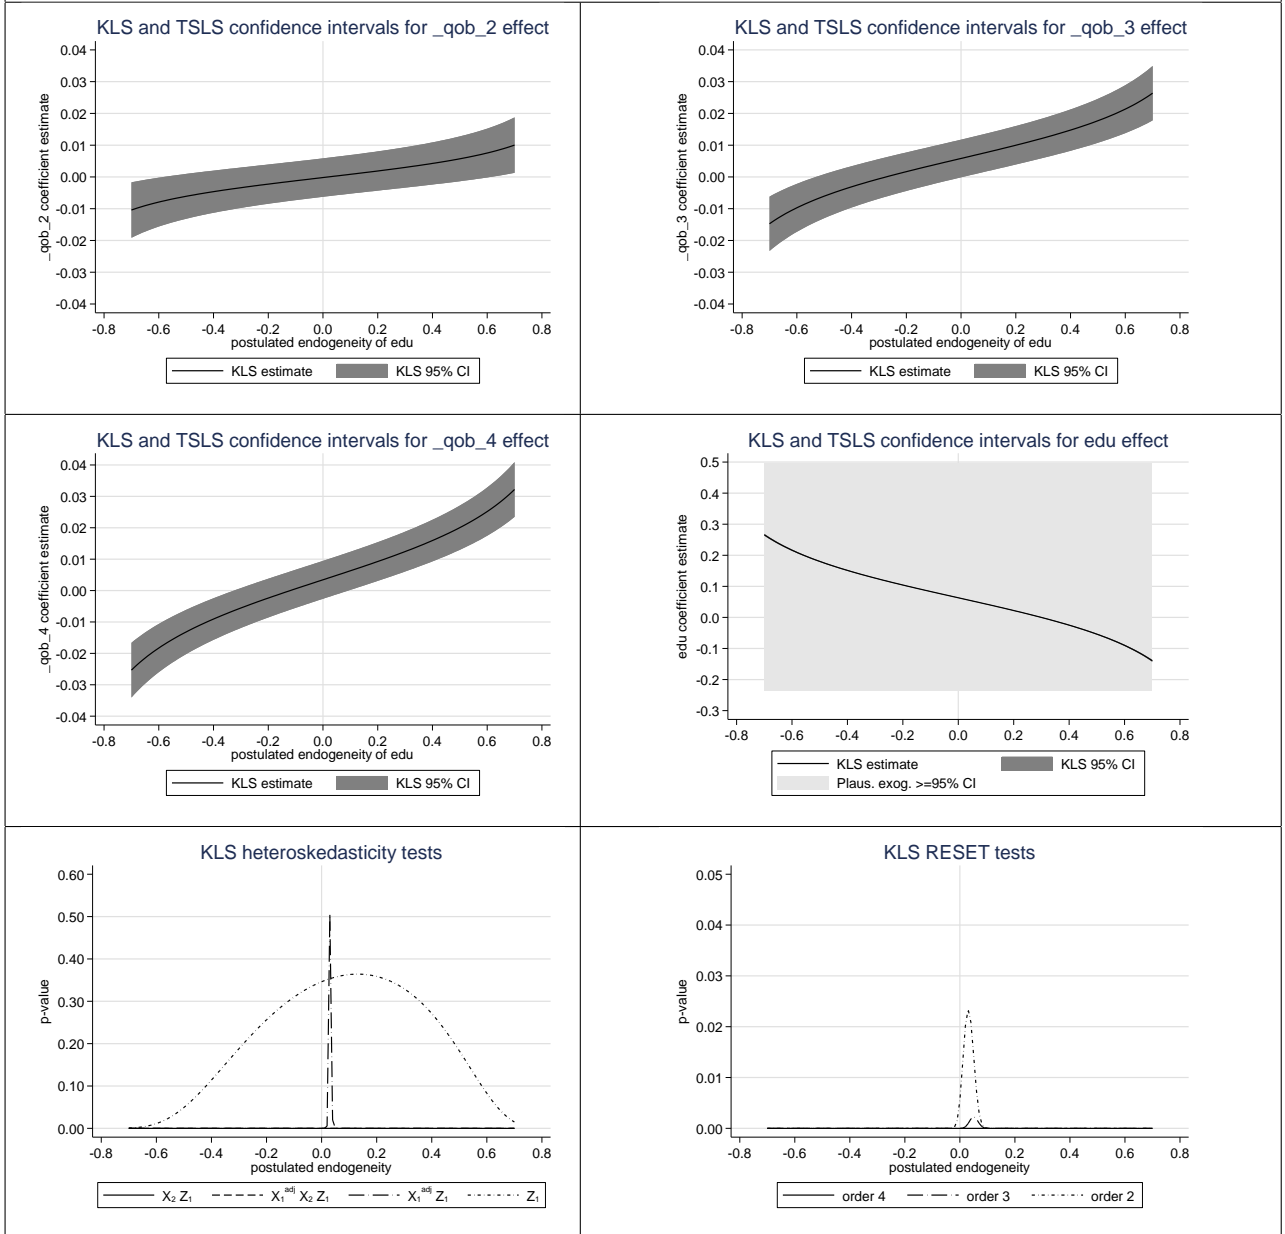 KLS and TSLS confidence intervals for _qob_2 effect
_qob_2 coefficient estimate
0.04
0.03
0.02
0.01
0.00
-0.01
-0.02
-0.03
-0.04
-0.8 -0.6 -0.4 -0.2 0.0 0.2 0.4 0.6 0.8
postulated endogeneity of edu
KLS estimate KLS 95% CI
KLS and TSLS confidence intervals for _qob_3 effect
_qob_3 coefficient estimate
0.04
0.03
0.02
0.01
0.00
-0.01
-0.02
-0.03
-0.04
-0.8 -0.6 -0.4 -0.2 0.0 0.2 0.4 0.6 0.8
postulated endogeneity of edu
KLS estimate KLS 95% CI
KLS and TSLS confidence intervals for _qob_4 effect
_qob_4 coefficient estimate
0.04
0.03
0.02
0.01
0.00
-0.01
-0.02
-0.03
-0.04
-0.8 -0.6 -0.4 -0.2 0.0 0.2 0.4 0.6 0.8
postulated endogeneity of edu
KLS estimate KLS 95% CI
KLS and TSLS confidence intervals for edu effect
edu coefficient estimate
0.5
0.4
0.3
0.2
0.1
0.0
-0.1
-0.2
-0.3
-0.8 -0.6 -0.4 -0.2 0.0 0.2 0.4 0.6 0.8
KLS estimate KLS 95% CI
Plaus. exog. >=95% CI
KLS heteroskedasticity tests
p-value
0.60
0.50
0.40
0.30
0.20
0.10
0.00
-0.8 -0.6 -0.4 -0.2 0.0 0.2 0.4 0.6 0.8
postulated endogeneity
X₂ Z₁ X₁ᵃᵈʲ X₂ Z₁ X₁ᵃᵈʲ Z₁ Z₁
KLS RESET tests
p-value
0.05
0.04
0.03
0.02
0.01
0.00
-0.8 -0.6 -0.4 -0.2 0.0 0.2 0.4 0.6 0.8
postulated endogeneity
order 4 order 3 order 2